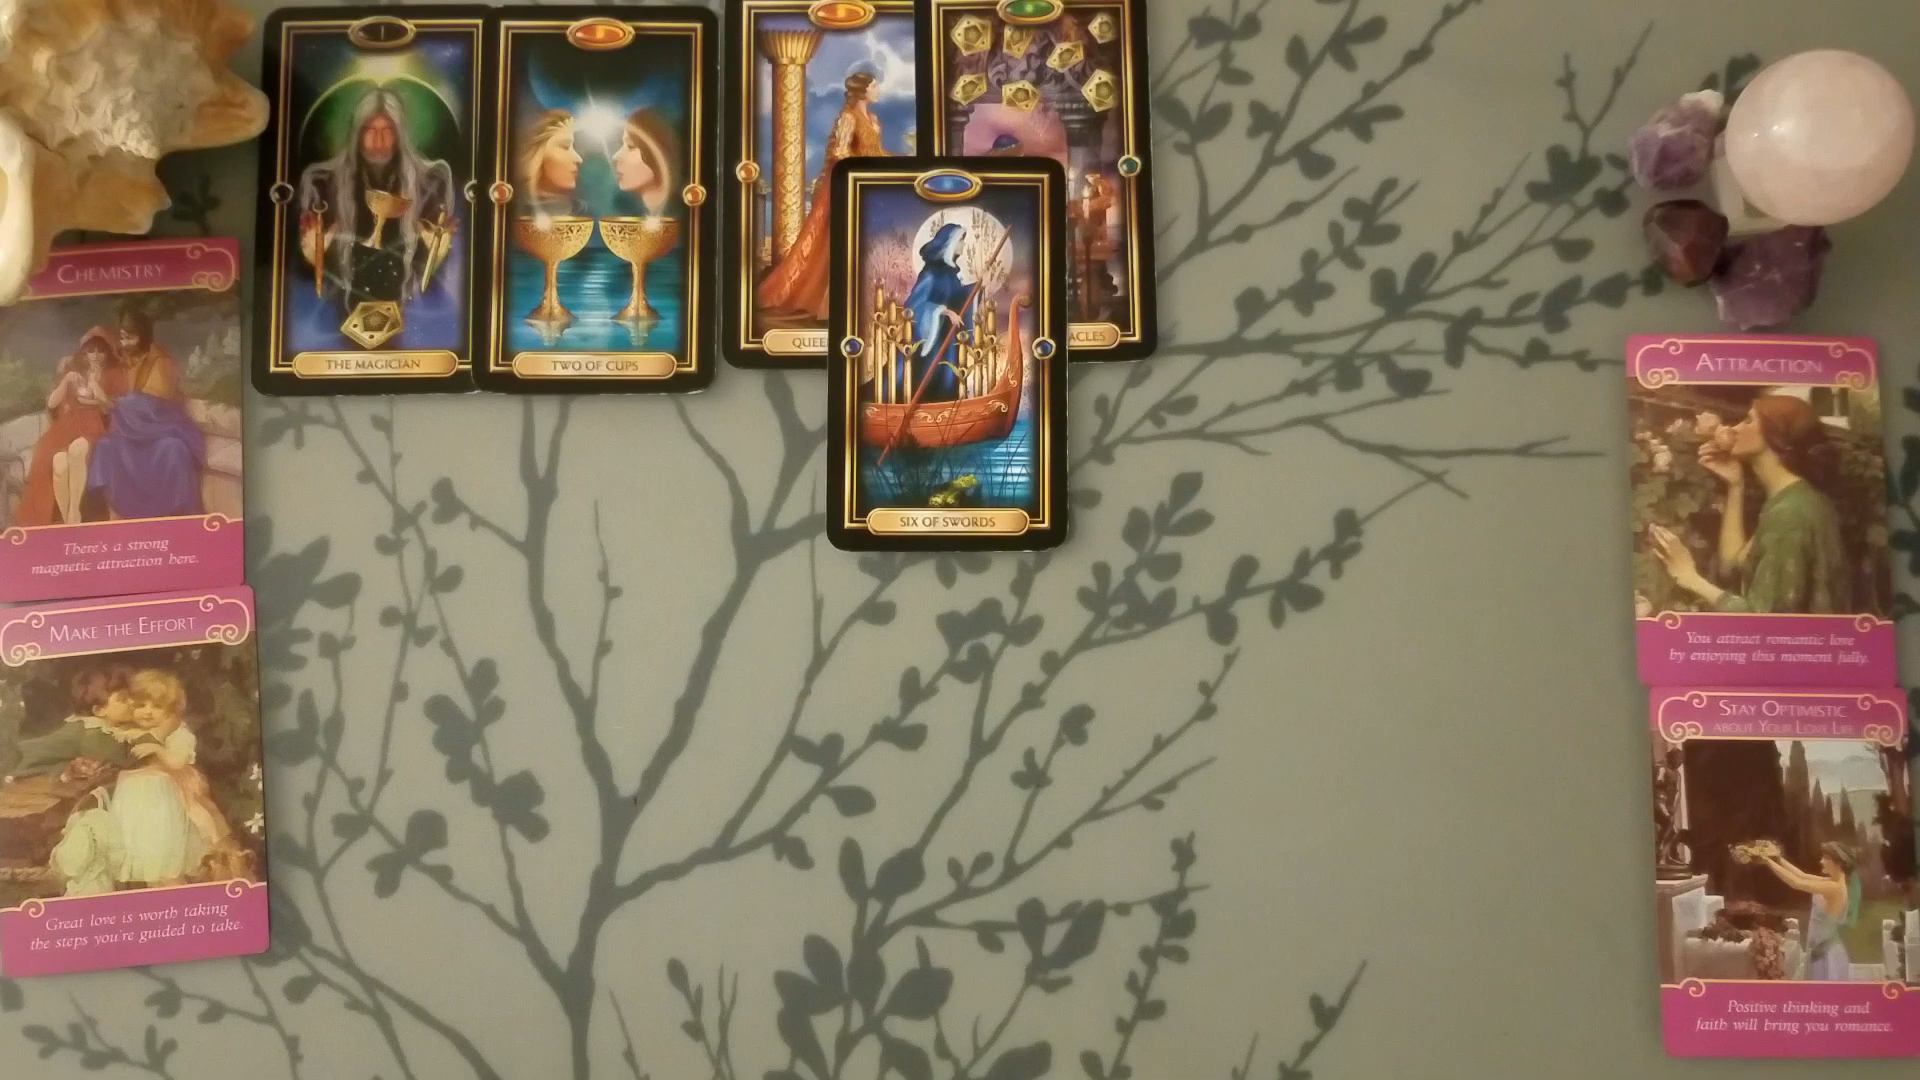 I
THE MAGICIAN
TWO OF CUPS
QUEE
ACLES
SIX OF SWORDS
CHEMISTRY
There's a strong
magnetic attraction here.
MAKE THE EFFORT
Great love is worth taking
the steps you're guided to take.
ATTRACTION
You attract romantic love
by enjoying this moment fully.
STAY OPTIMISTIC
ABOUT YOUR LOVE LIFE
Positive thinking and
faith will bring you romance.